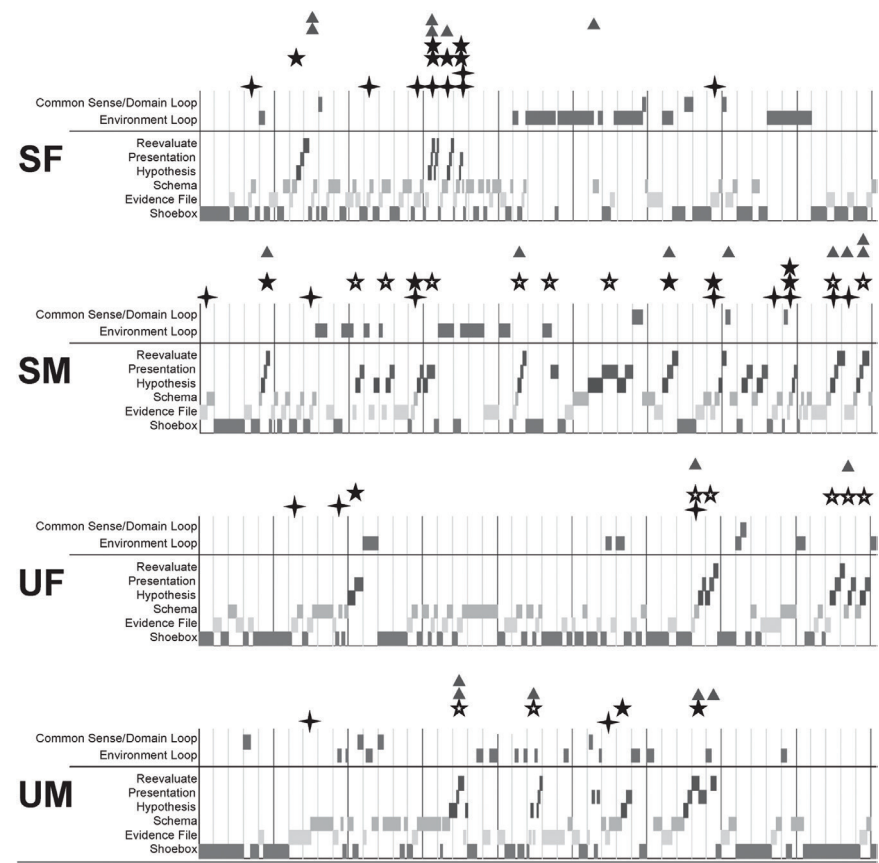 Common Sense/Domain Loop
Environment Loop
SF
Reevaluate
Presentation
Hypothesis
Schema
Evidence File
Shoebox
Common Sense/Domain Loop
Environment Loop
SM
Reevaluate
Presentation
Hypothesis
Schema
Evidence File
Shoebox
Common Sense/Domain Loop
Environment Loop
UF
Reevaluate
Presentation
Hypothesis
Schema
Evidence File
Shoebox
Common Sense/Domain Loop
Environment Loop
UM
Reevaluate
Presentation
Hypothesis
Schema
Evidence File
Shoebox